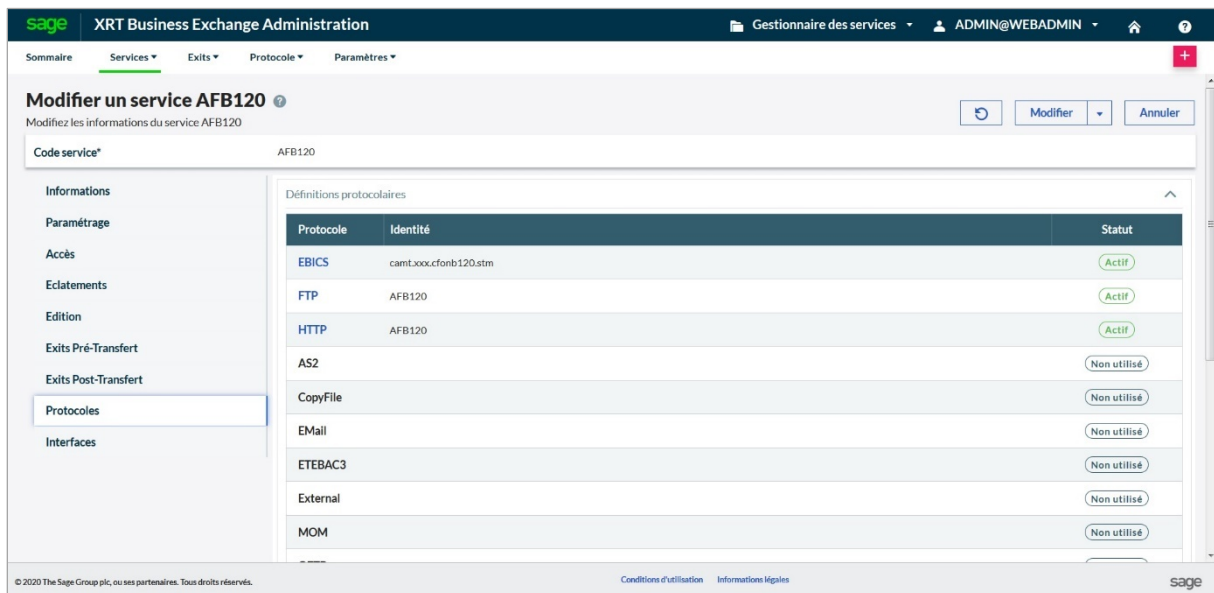 sage XRT Business Exchange Administration Gestionnaire des services ADMIN@WEBADMIN ?
Sommaire Services Exits Protocole Paramètres +
Modifier un service AFB120 ?
Modifiez les informations du service AFB120
Modifier Annuler
Code service* AFB120
Informations
Paramétrage
Accès
Eclatements
Edition
Exits Pré-Transfert
Exits Post-Transfert
Protocoles
Interfaces
Définitions protocolaires
Protocole Identité Statut
EBICS camt.xxx.cfonb120.stm Actif
FTP AFB120 Actif
HTTP AFB120 Actif
AS2 Non utilisé
CopyFile Non utilisé
EMail Non utilisé
ETEBAC3 Non utilisé
External Non utilisé
MOM Non utilisé
© 2020 The Sage Group plc, ou ses partenaires. Tous droits réservés. Conditions d'utilisation Informations légales sage